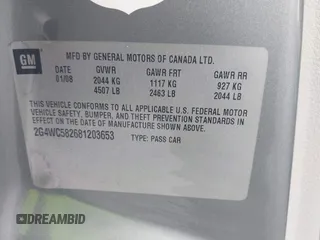 GM
MFD BY GENERAL MOTORS OF CANADA LTD.
DATE GVWR GAWR FRT GAWR RR
01/08 2044 KG 1117 KG 927 KG
4507 LB 2463 LB 2044 LB
THIS VEHICLE CONFORMS TO ALL APPLICABLE U.S. FEDERAL MOTOR
VEHICLE SAFETY, BUMPER, AND THEFT PREVENTION STANDARDS IN
EFFECT ON THE DATE OF MANUFACTURE SHOWN ABOVE.
2G4WC582681203653 TYPE: PASS CAR
DREAMBID